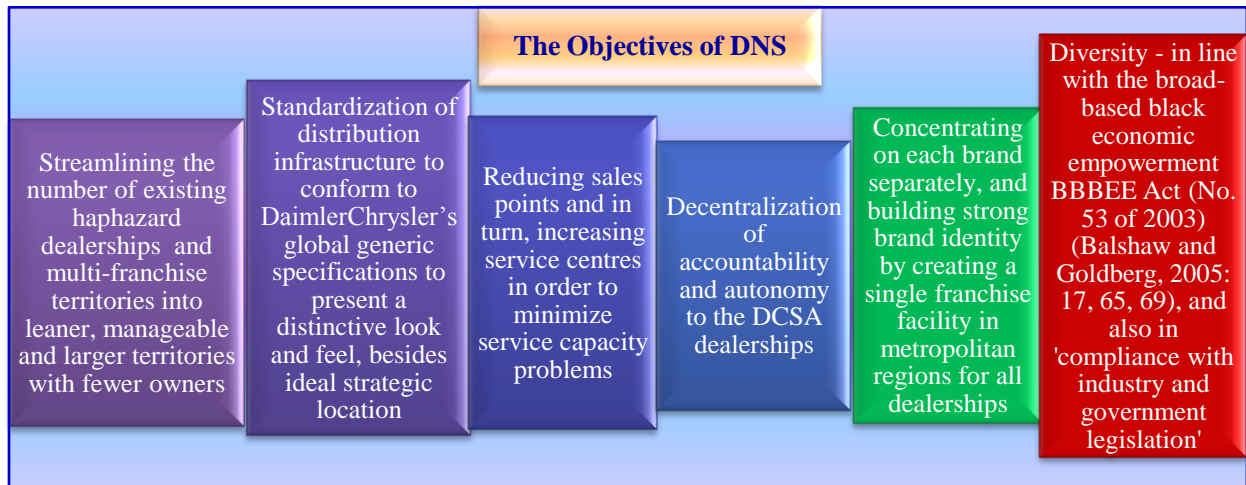 The Objectives of DNS
Streamlining the
number of existing
haphazard
dealerships and
multi-franchise
territories into
leaner, manageable
and larger territories
with fewer owners
Standardization of
distribution
infrastructure to
conform to
DaimlerChrysler's
global generic
specifications to
present a
distinctive look
and feel, besides
ideal strategic
location
Reducing sales
points and in
turn, increasing
service centres
in order to
minimize
service capacity
problems
Decentralization
of
accountability
and autonomy
to the DCSA
dealerships
Concentrating
on each brand
separately, and
building strong
brand identity
by creating a
single franchise
facility in
metropolitan
regions for all
dealerships
Diversity - in line
with the broad-
based black
economic
empowerment
BBBEE Act (No.
53 of 2003)
(Balshaw and
Goldberg, 2005:
17, 65, 69), and
also in
'compliance with
industry and
government
legislation'